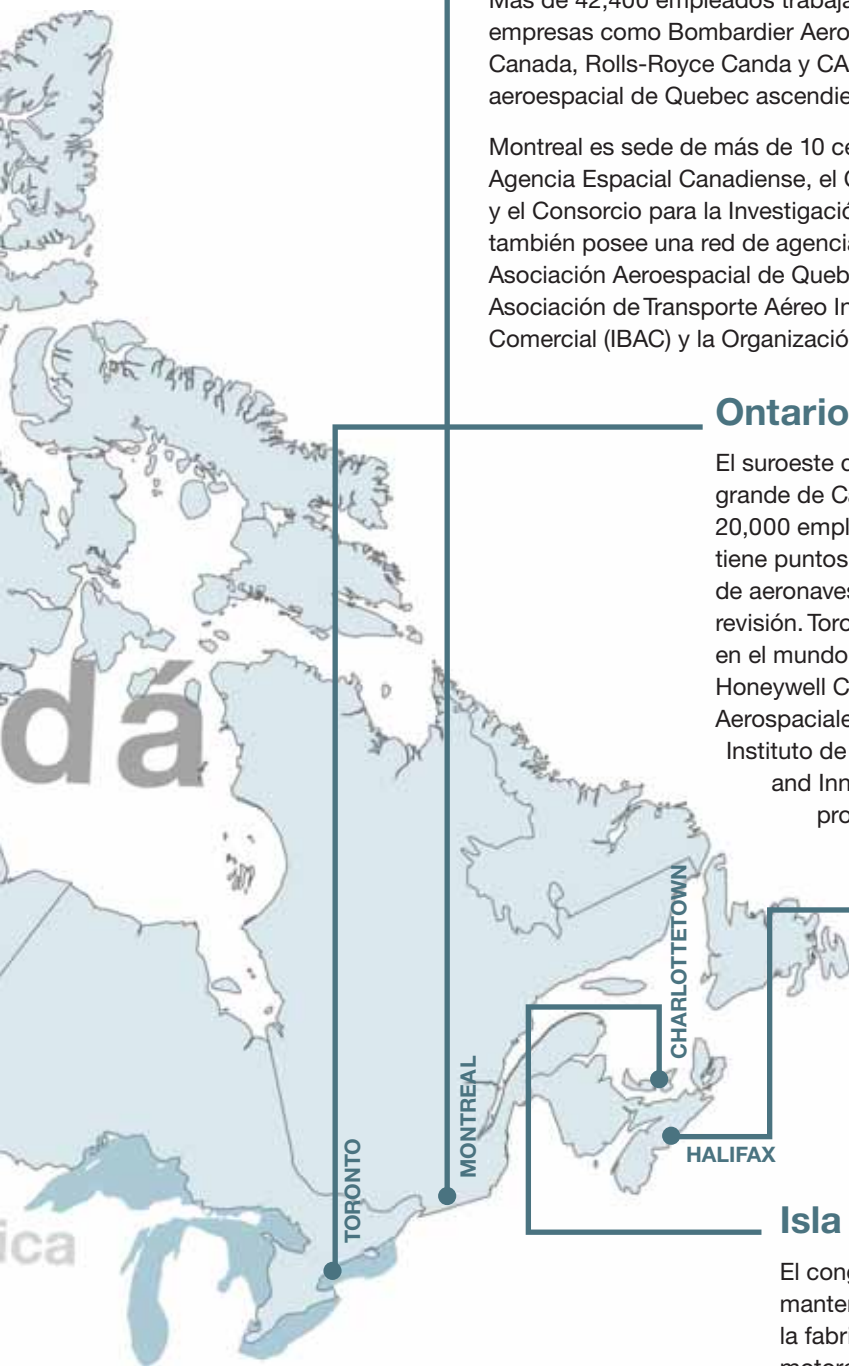 Más de 42,400 empleados trabaja
empresas como Bombardier Aero
Canada, Rolls-Royce Canda y CA
aeroespacial de Quebec ascendie
Montreal es sede de más de 10 ce
Agencia Espacial Canadiense, el
y el Consorcio para la Investigació
también posee una red de agencia
Asociación Aeroespacial de Queb
Asociación de Transporte Aéreo In
Comercial (IBAC) y la Organizació
Ontario
El suroeste
grande de Ca
20,000 empl
tiene puntos
de aeronaves
revisión. Toro
en el mundo
Honeywell C
Aerospaciale
Instituto de
and Inn
pro
dá
CHARLOTTETOWN
MONTREAL
HALIFAX
TORONTO
ica
Isla
El cong
manter
la fabri